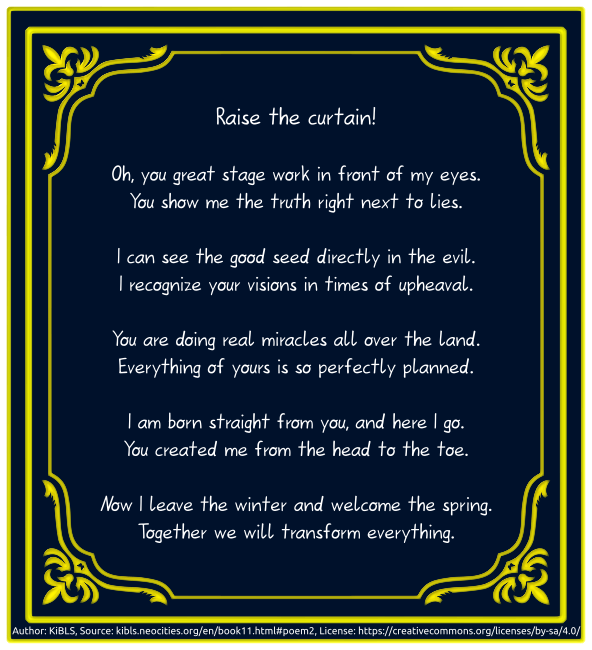 Raise the curtain!
Oh, you great stage work in front of my eyes.
You show me the truth right next to lies.
I can see the good seed directly in the evil.
I recognize your visions in times of upheaval.
You are doing real miracles all over the land.
Everything of yours is so perfectly planned.
I am born straight from you, and here I go.
You created me from the head to the toe.
Now I leave the winter and welcome the spring.
Together we will transform everything.
Author: KiBLS, Source: kibls.neocities.org/en/book11.html#poem2, License: https://creativecommons.org/licenses/by-sa/4.0/